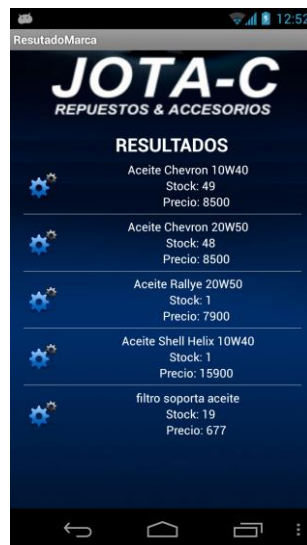 12:52
ResutadoMarca
JOTA-C
REPUESTOS & ACCESORIOS
RESULTADOS
Aceite Chevron 10W40
Stock: 49
Precio: 8500
Aceite Chevron 20W50
Stock: 48
Precio: 8500
Aceite Rallye 20W50
Stock: 1
Precio: 7900
Aceite Shell Helix 10W40
Stock: 1
Precio: 15900
filtro soporta aceite
Stock: 19
Precio: 677